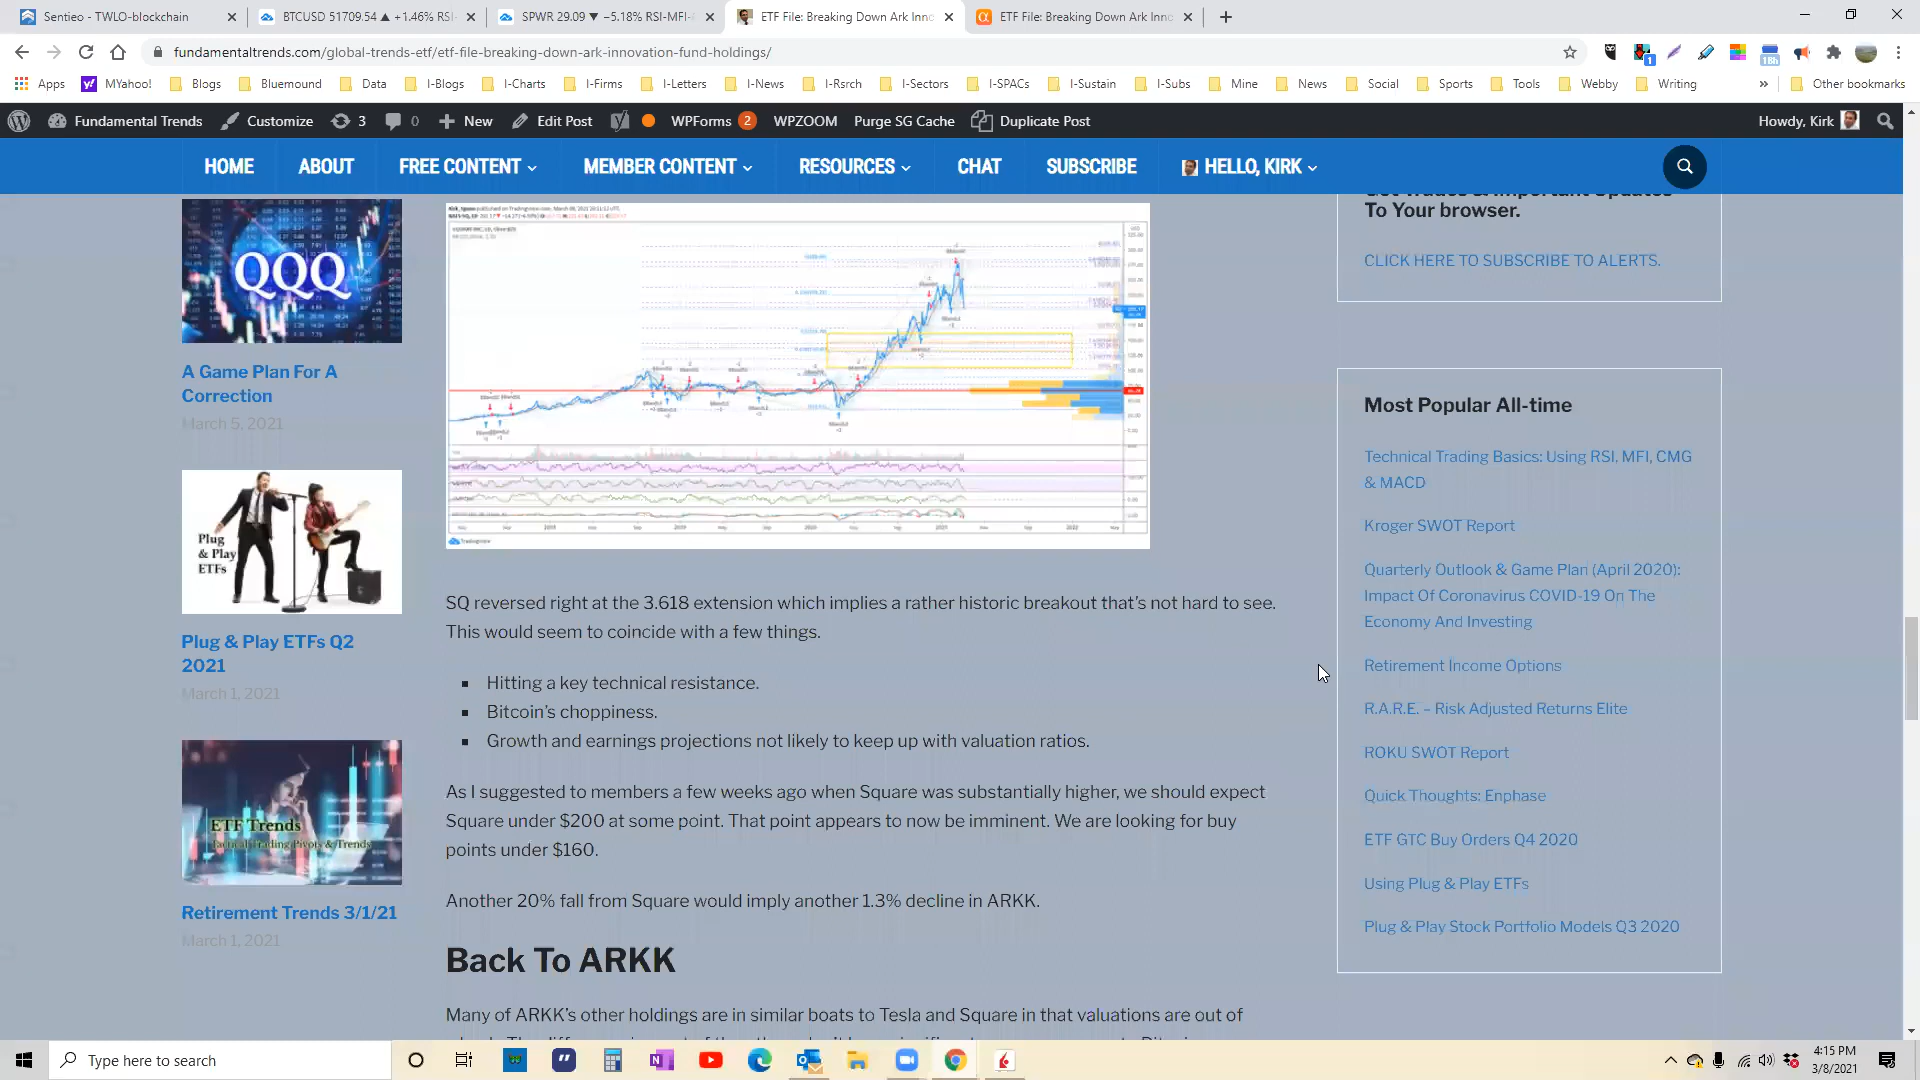 Sentieo - TWLO-blockchain
BTCUSD 51709.54 ▲ +1.46% RSI-
SPWR 29.09 ▼ −5.18% RSI-MFI-
ETF File: Breaking Down Ark Inno
ETF File: Breaking Down Ark Inno
fundamentaltrends.com/global-trends-etf/etf-file-breaking-down-ark-innovation-fund-holdings/
1
18h
Apps MYahoo! Blogs Bluemound Data I-Blogs I-Charts I-Firms I-Letters I-News I-Rsrch I-Sectors I-SPACs I-Sustain I-Subs Mine News Social Sports Tools Webby Writing » Other bookmarks
Fundamental Trends Customize 3 0 New Edit Post WPForms 2 WPZOOM Purge SG Cache Duplicate Post Howdy, Kirk
HOME ABOUT FREE CONTENT MEMBER CONTENT RESOURCES CHAT SUBSCRIBE HELLO, KIRK
QQQ
A Game Plan For A
Correction
March 5, 2021
Plug
& Play
ETFs
Plug & Play ETFs Q2
2021
March 1, 2021
ETF Trends
Tactical Trading Pivots & Trends
Retirement Trends 3/1/21
March 1, 2021
TradingView
SQ reversed right at the 3.618 extension which implies a rather historic breakout that's not hard to see.
This would seem to coincide with a few things.
▪ Hitting a key technical resistance.
▪ Bitcoin's choppiness.
▪ Growth and earnings projections not likely to keep up with valuation ratios.
As I suggested to members a few weeks ago when Square was substantially higher, we should expect
Square under $200 at some point. That point appears to now be imminent. We are looking for buy
points under $160.
Another 20% fall from Square would imply another 1.3% decline in ARKK.
Back To ARKK
Many of ARKK's other holdings are in similar boats to Tesla and Square in that valuations are out of
To Your browser.
CLICK HERE TO SUBSCRIBE TO ALERTS.
Most Popular All-time
Technical Trading Basics: Using RSI, MFI, CMG
& MACD
Kroger SWOT Report
Quarterly Outlook & Game Plan (April 2020):
Impact Of Coronavirus COVID-19 On The
Economy And Investing
Retirement Income Options
R.A.R.E. – Risk Adjusted Returns Elite
ROKU SWOT Report
Quick Thoughts: Enphase
ETF GTC Buy Orders Q4 2020
Using Plug & Play ETFs
Plug & Play Stock Portfolio Models Q3 2020
Type here to search
4:15 PM
3/8/2021